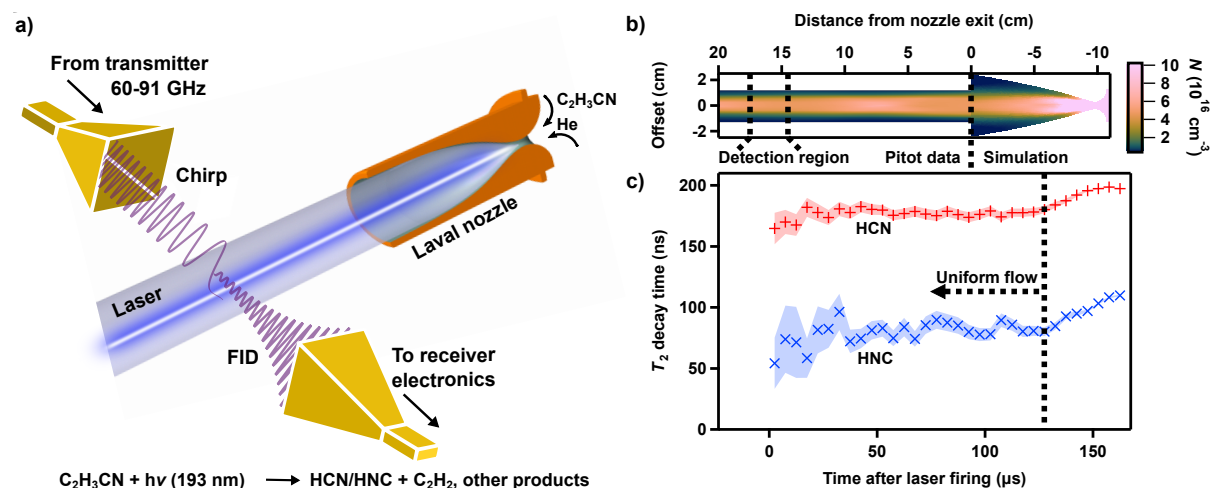 a)
From transmitter
60-91 GHz
Chirp
C₂H₃CN
He
Laval nozzle
Laser
FID
To receiver
electronics
C₂H₃CN + hν (193 nm) → HCN/HNC + C₂H₂, other products
b)
Distance from nozzle exit (cm)
20 15 10 5 0 -5 -10
Offset (cm)
2
0
-2
Detection region
Pitot data
Simulation
10
8
6
4
2
N (10¹⁶ cm⁻³)
c)
T₂ decay time (ns)
200
150
100
50
0
HCN
Uniform flow
HNC
0 50 100 150
Time after laser firing (μs)